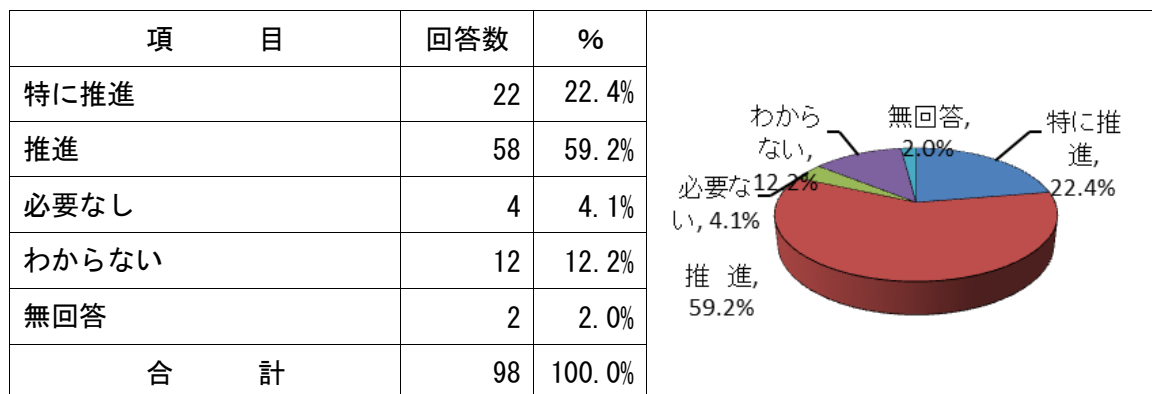 項　　　目 回答数 %
特に推進 22 22.4%
推進 58 59.2%
必要なし 4 4.1%
わからない 12 12.2%
無回答 2 2.0%
合　　　計 98 100.0%
わから
ない,
12.2%
無回答,
2.0%
特に推
進,
22.4%
必要な
い, 4.1%
推　進,
59.2%